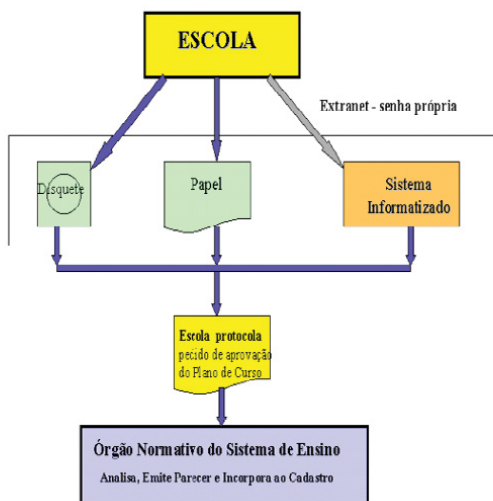 ESCOLA
Extranet - senha própria
Disquete
Papel
Sistema
Informatizado
Escola protocola
pecido de aprovação
do Plano de Curso
Órgão Normativo do Sistema de Ensino
Analisa, Emite Parecer e Incorpora ao Cadastro